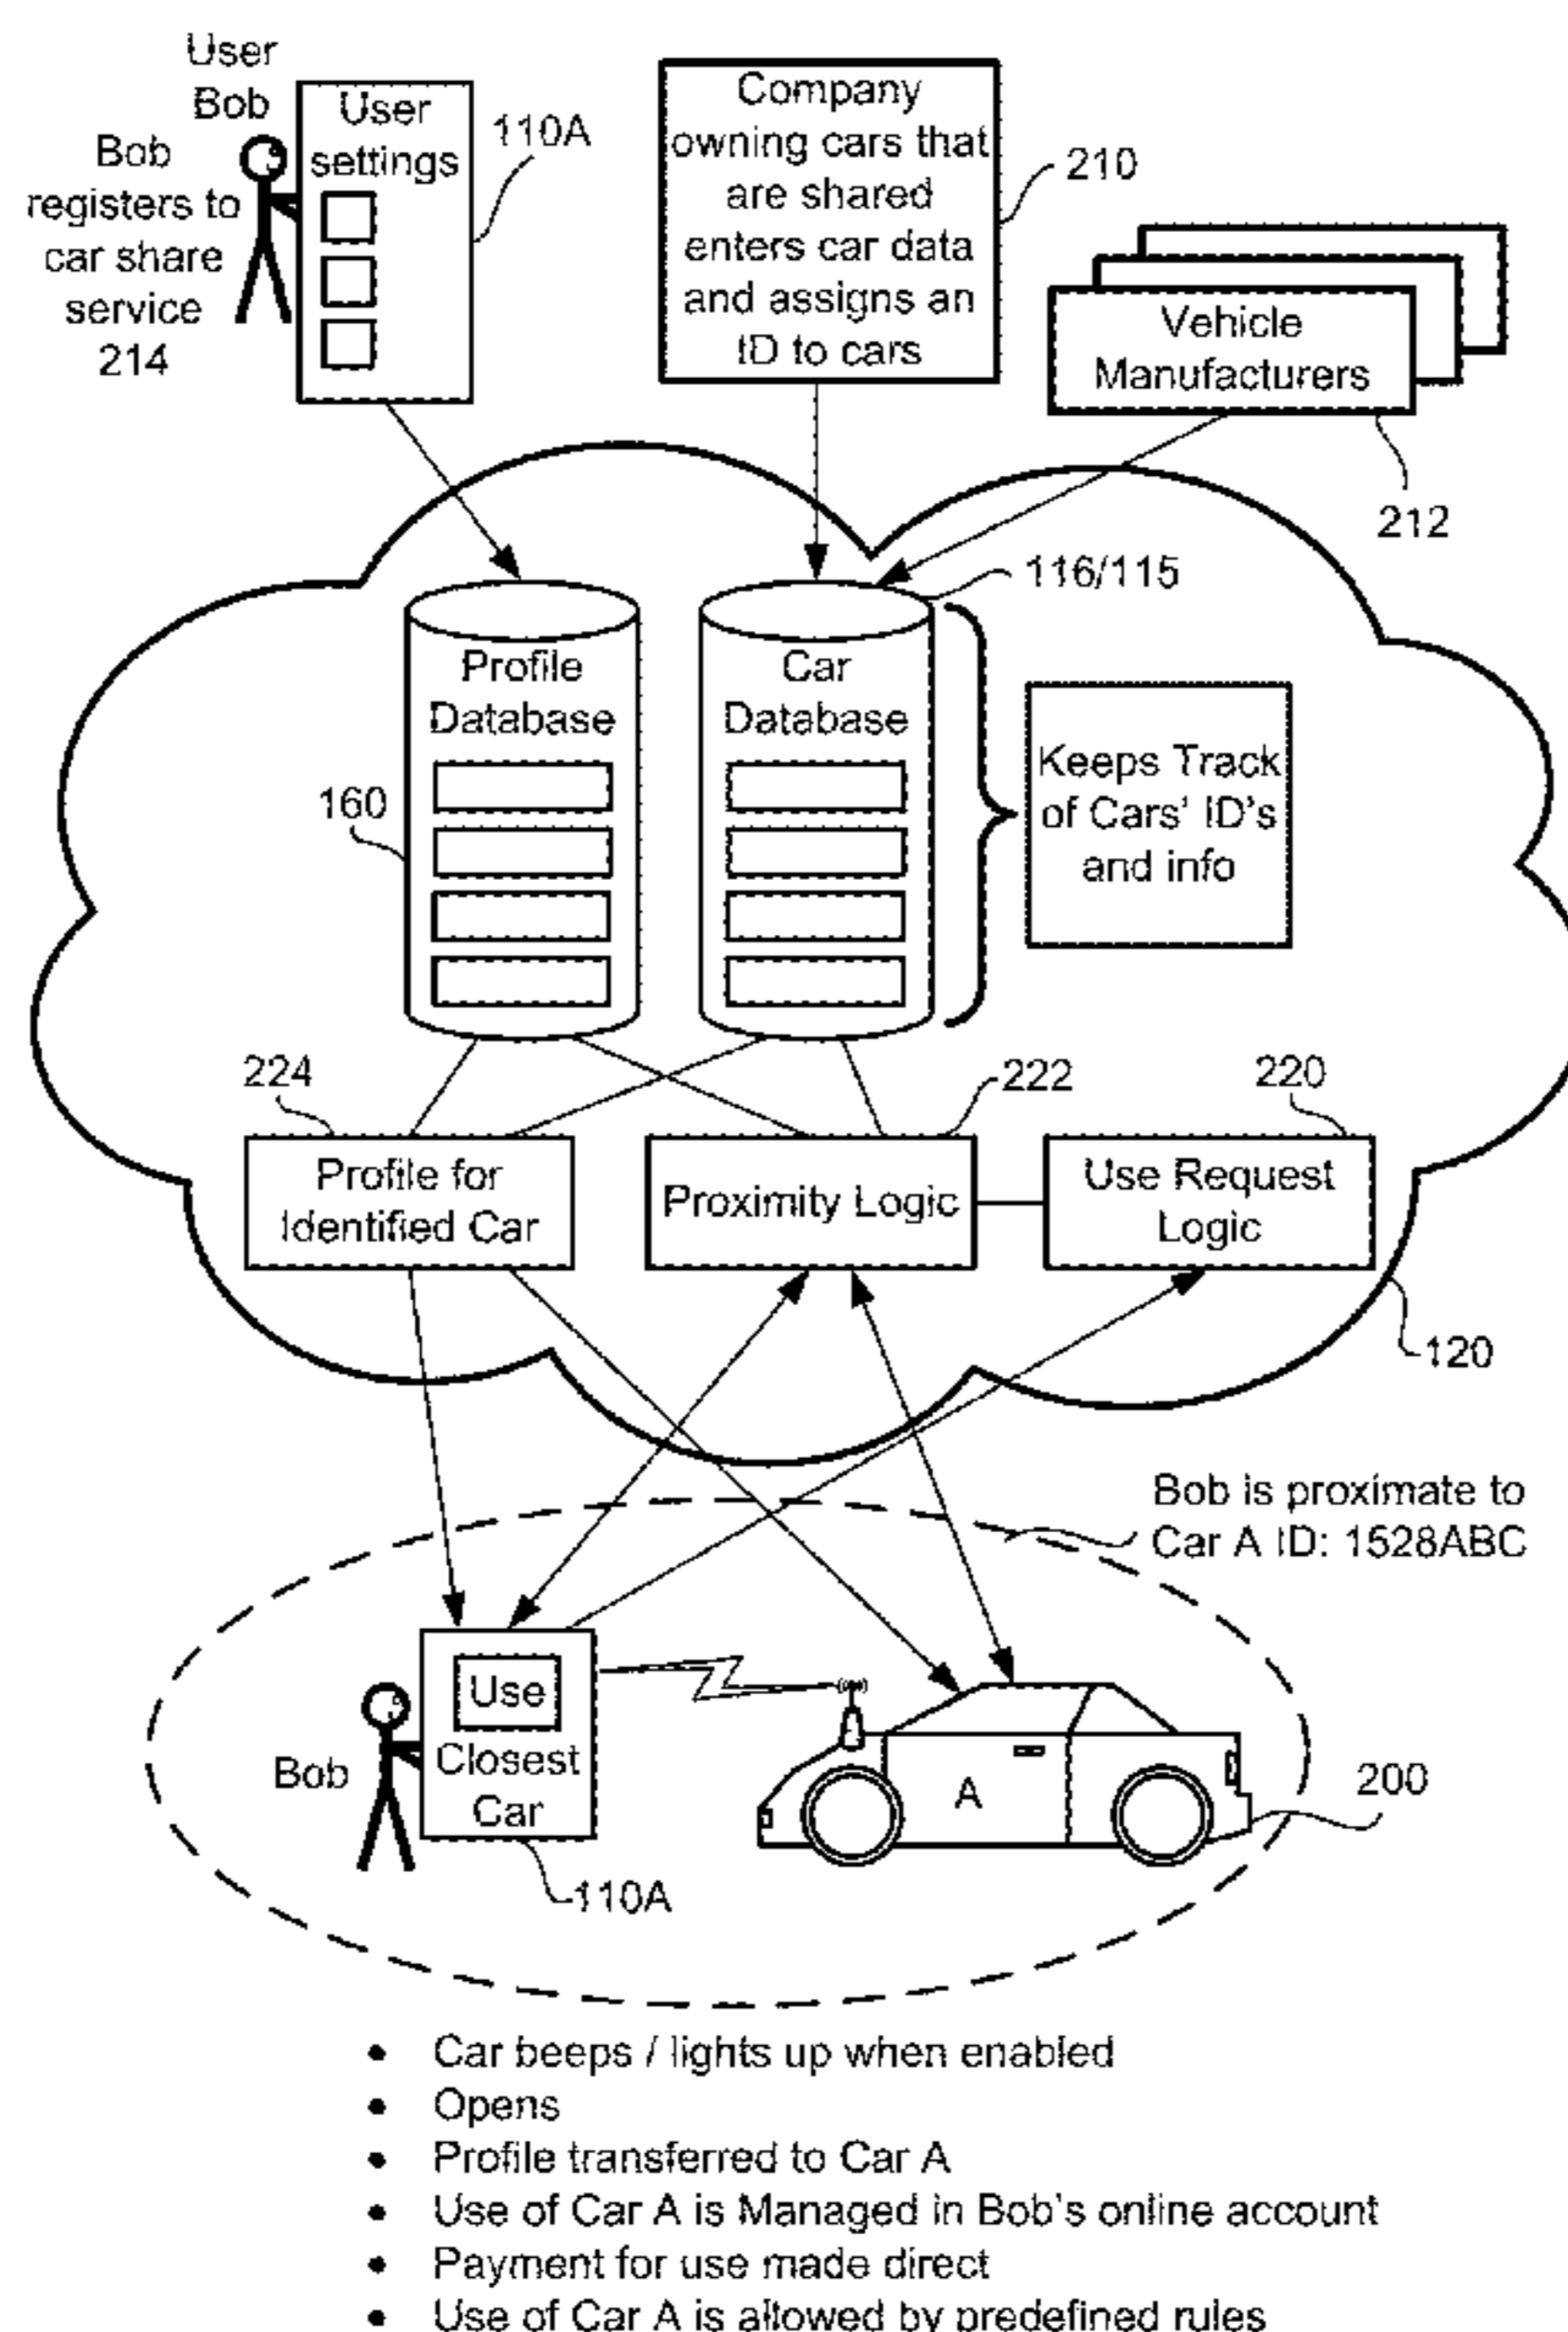 User
Bob
Bob
registers to
car share
service
214
User
settings
110A
Company
owning cars that
are shared
enters car data
and assigns an
ID to cars
210
Vehicle
Manufacturers
212
116/115
Profile
Database
Car
Database
Keeps Track
of Cars' ID's
and info
160
224
222
220
Profile for
Identified Car
Proximity Logic
Use Request
Logic
120
Bob is proximate to
Car A ID: 1528ABC
Use
Closest
Car
Bob
A
200
110A
• Car beeps / lights up when enabled
• Opens
• Profile transferred to Car A
• Use of Car A is Managed in Bob's online account
• Payment for use made direct
• Use of Car A is allowed by predefined rules